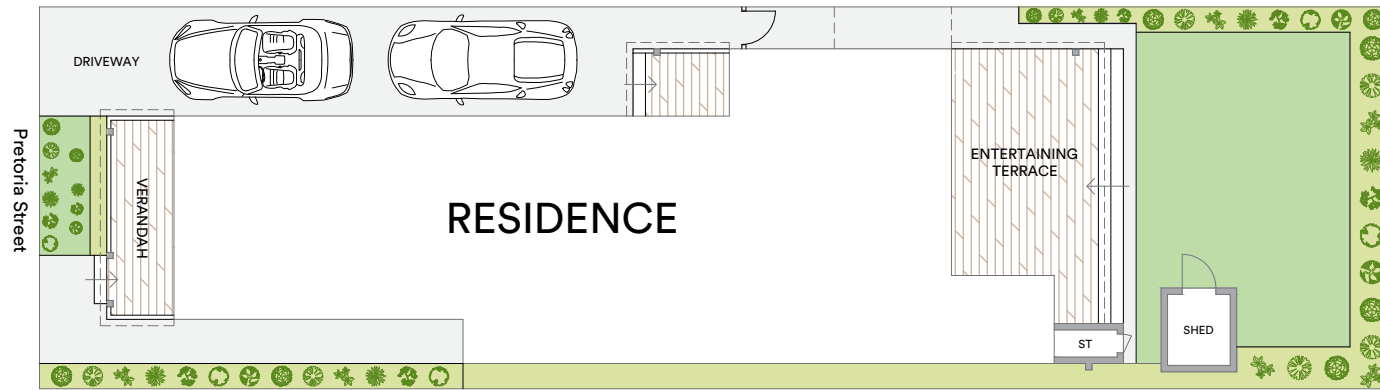 DRIVEWAY
Pretoria Street
VERANDAH
RESIDENCE
ENTERTAINING
TERRACE
SHED
ST